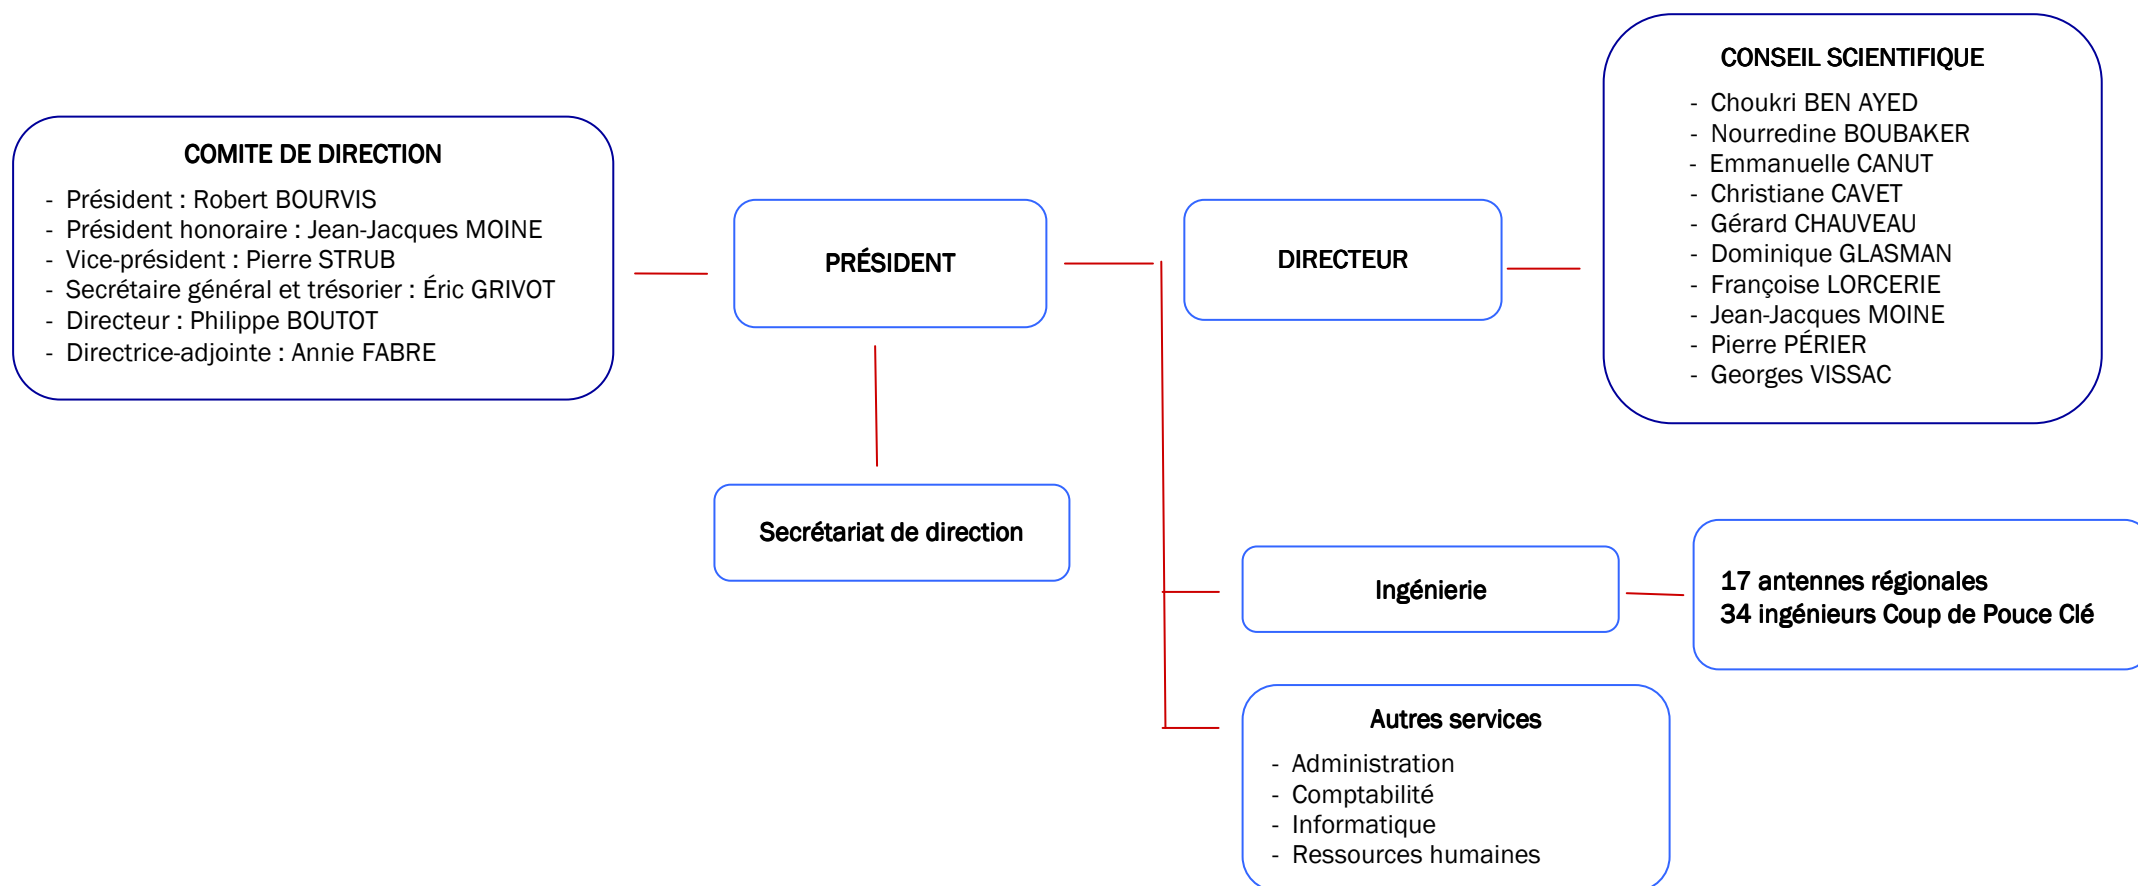 COMITE DE DIRECTION
- Président : Robert BOURVIS
- Président honoraire : Jean-Jacques MOINE
- Vice-président : Pierre STRUB
- Secrétaire général et trésorier : Éric GRIVOT
- Directeur : Philippe BOUTOT
- Directrice-adjointe : Annie FABRE
PRÉSIDENT
DIRECTEUR
CONSEIL SCIENTIFIQUE
- Choukri BEN AYED
- Nourredine BOUBAKER
- Emmanuelle CANUT
- Christiane CAVET
- Gérard CHAUVEAU
- Dominique GLASMAN
- Françoise LORCERIE
- Jean-Jacques MOINE
- Pierre PÉRIER
- Georges VISSAC
Secrétariat de direction
Ingénierie
17 antennes régionales
34 ingénieurs Coup de Pouce Clé
Autres services
- Administration
- Comptabilité
- Informatique
- Ressources humaines